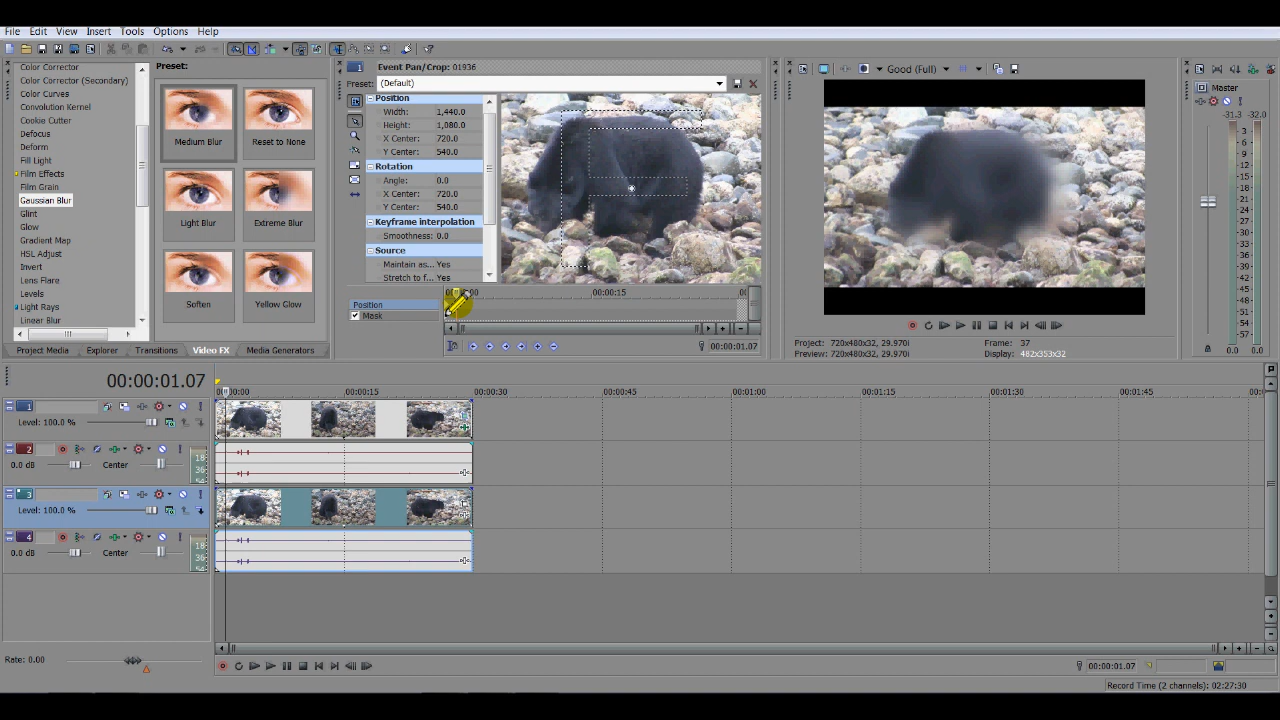 File Edit View Insert Tools Options Help
Color Corrector
Color Corrector (Secondary)
Color Curves
Convolution Kernel
Cookie Cutter
Defocus
Deform
Fill Light
Film Effects
Film Grain
Gaussian Blur
Glint
Glow
Gradient Map
HSL Adjust
Invert
Lens Flare
Levels
Light Rays
Linear Blur
Preset:
Medium Blur Reset to None
Light Blur Extreme Blur
Soften Yellow Glow
Project Media Explorer Transitions Video FX Media Generators
1 Event Pan/Crop: 01936
Preset: (Default)
Position
Width: 1,440.0
Height: 1,080.0
X Center: 720.0
Y Center: 540.0
Rotation
Angle: 0.0
X Center: 720.0
Y Center: 540.0
Keyframe interpolation
Smoothness: 0.0
Source
Maintain as... Yes
Stretch to f... Yes
Position
Mask
00:00:15
00:00:01.07
Good (Full)
Project: 720x480x32, 29.970i
Preview: 720x480x32, 29.970i
Frame: 37
Display: 482x353x32
Master
-31.3 -32.0
3
6
9
12
15
18
21
24
27
30
33
36
39
42
45
48
51
54
57
0.0 0.0
00:00:01.07
00:00:15 00:00:30 00:00:45 00:01:00 00:01:15 00:01:30 00:01:45
1
Level: 100.0 %
2
0.0 dB Center
18
36
3
Level: 100.0 %
4
0.0 dB Center
18
36
Rate: 0.00
00:00:01.07
Record Time (2 channels): 02:27:30